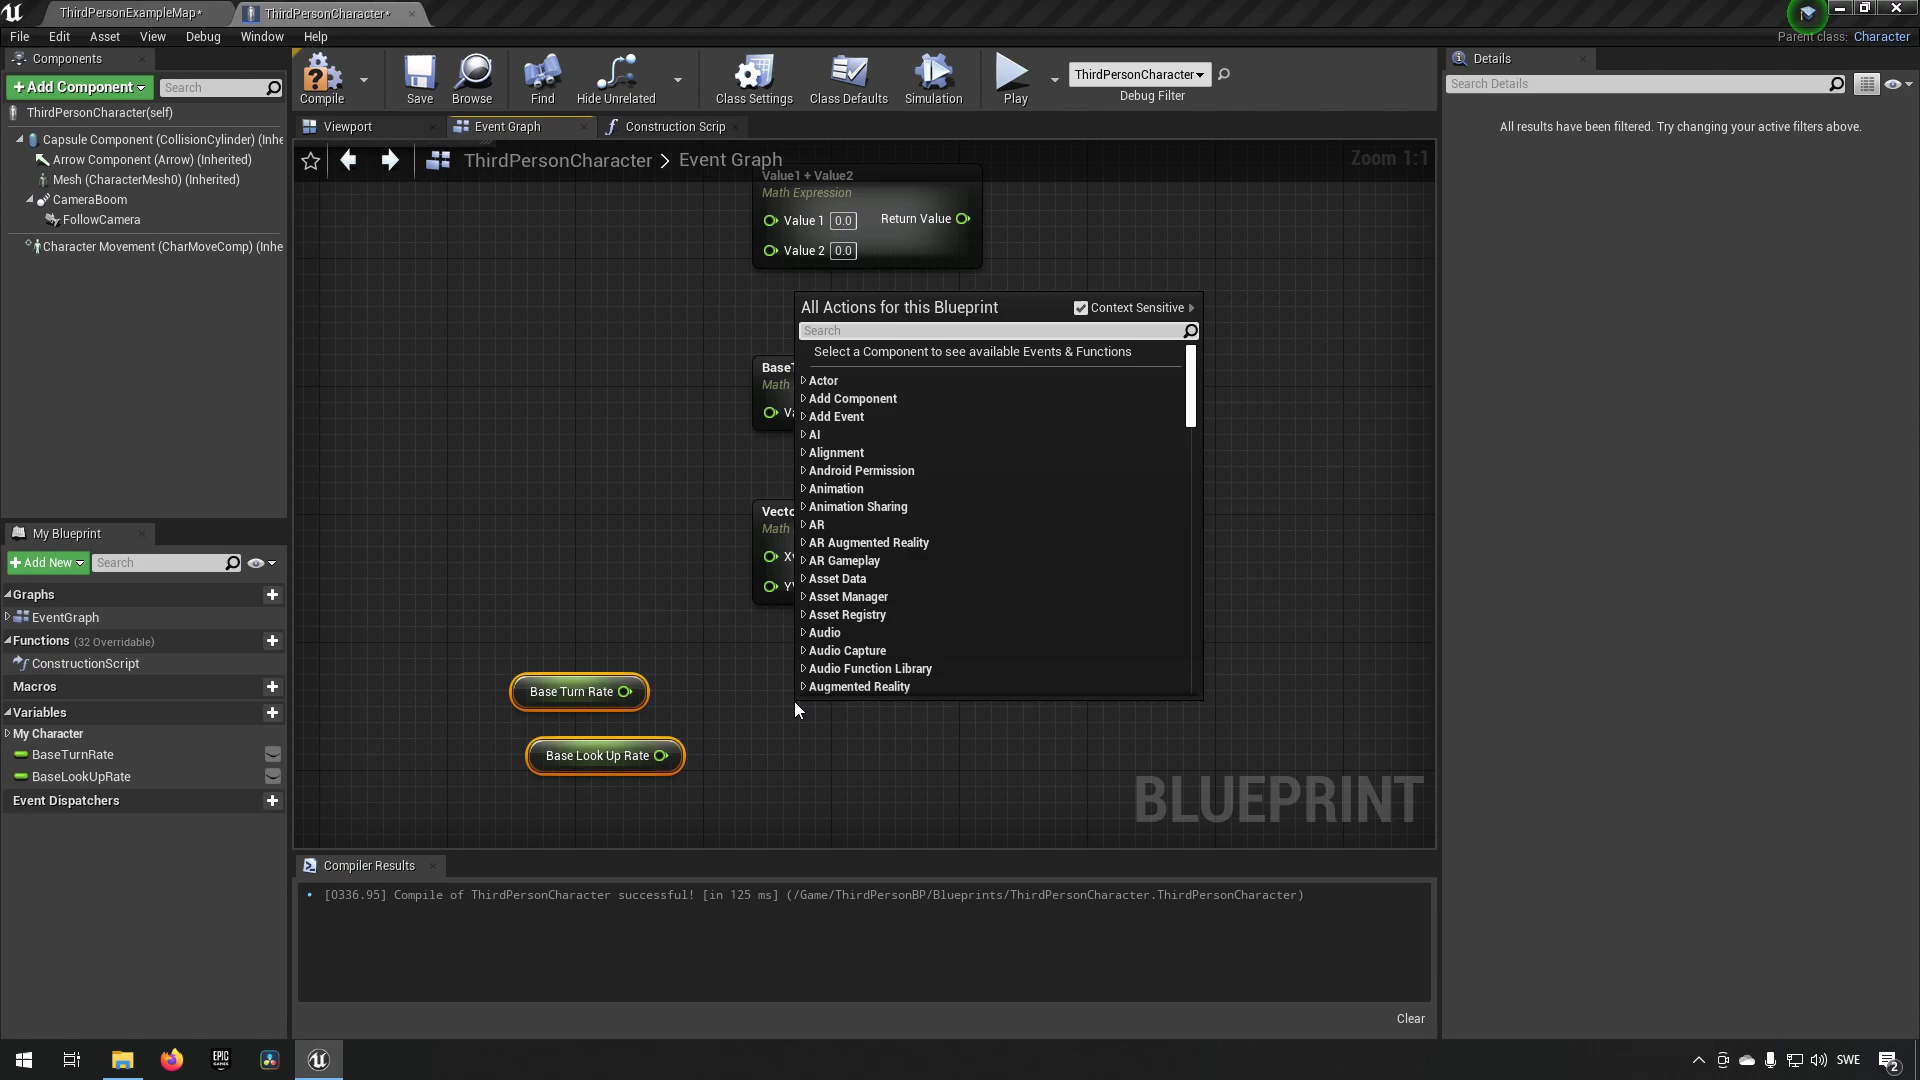 ThirdPersonExampleMap*
ThirdPersonCharacter*
File Edit Asset View Debug Window Help
Parent class: Character
Components
+Add Component
Search
ThirdPersonCharacter(self)
Capsule Component (CollisionCylinder) (Inhe
Arrow Component (Arrow) (Inherited)
Mesh (CharacterMesh0) (Inherited)
CameraBoom
FollowCamera
Character Movement (CharMoveComp) (Inhe
Compile
Save
Browse
Find
Hide Unrelated
Class Settings
Class Defaults
Simulation
Play
ThirdPersonCharacter
Debug Filter
Viewport
Event Graph
Construction Scrip
ThirdPersonCharacter > Event Graph
Zoom 1:1
Value1 + Value2
Math Expression
Value 1 0.0
Return Value
Value 2 0.0
BaseT
Math
Va
Vecto
Math
X
Y
All Actions for this Blueprint
Context Sensitive
Search
Select a Component to see available Events & Functions
Actor
Add Component
Add Event
AI
Alignment
Android Permission
Animation
Animation Sharing
AR
AR Augmented Reality
AR Gameplay
Asset Data
Asset Manager
Asset Registry
Audio
Audio Capture
Audio Function Library
Augmented Reality
Base Turn Rate
Base Look Up Rate
BLUEPRINT
My Blueprint
+Add New
Search
Graphs
EventGraph
Functions (32 Overridable)
ConstructionScript
Macros
Variables
My Character
BaseTurnRate
BaseLookUpRate
Event Dispatchers
Compiler Results
[0336.95] Compile of ThirdPersonCharacter successful! [in 125 ms] (/Game/ThirdPersonBP/Blueprints/ThirdPersonCharacter.ThirdPersonCharacter)
Clear
Details
Search Details
All results have been filtered. Try changing your active filters above.
EPIC
GAMES
SWE
2